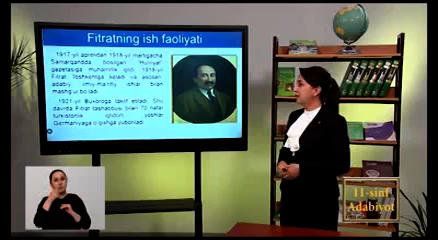 Fitratning ish faoliyati
1917-yil apreldan 1918-yil martigacha
Samarqandda bosilgan "Hurriyat"
gazetasiga muharrirlik qildi. 1918-yil
Fitrat Toshkentga keladi va asosan,
adabiy, ilmiy-ma'rifiy ishlar bilan
mashg'ul bo'ladi.
1921-yil Buxoroga taklif etiladi. Shu
davrda Fitrat tashabbusi bilan 70 nafar
turkistonlik iqtidorli yoshlar
Germaniyaga o'qishga yuboriladi.
11-sinf
Adabiyot